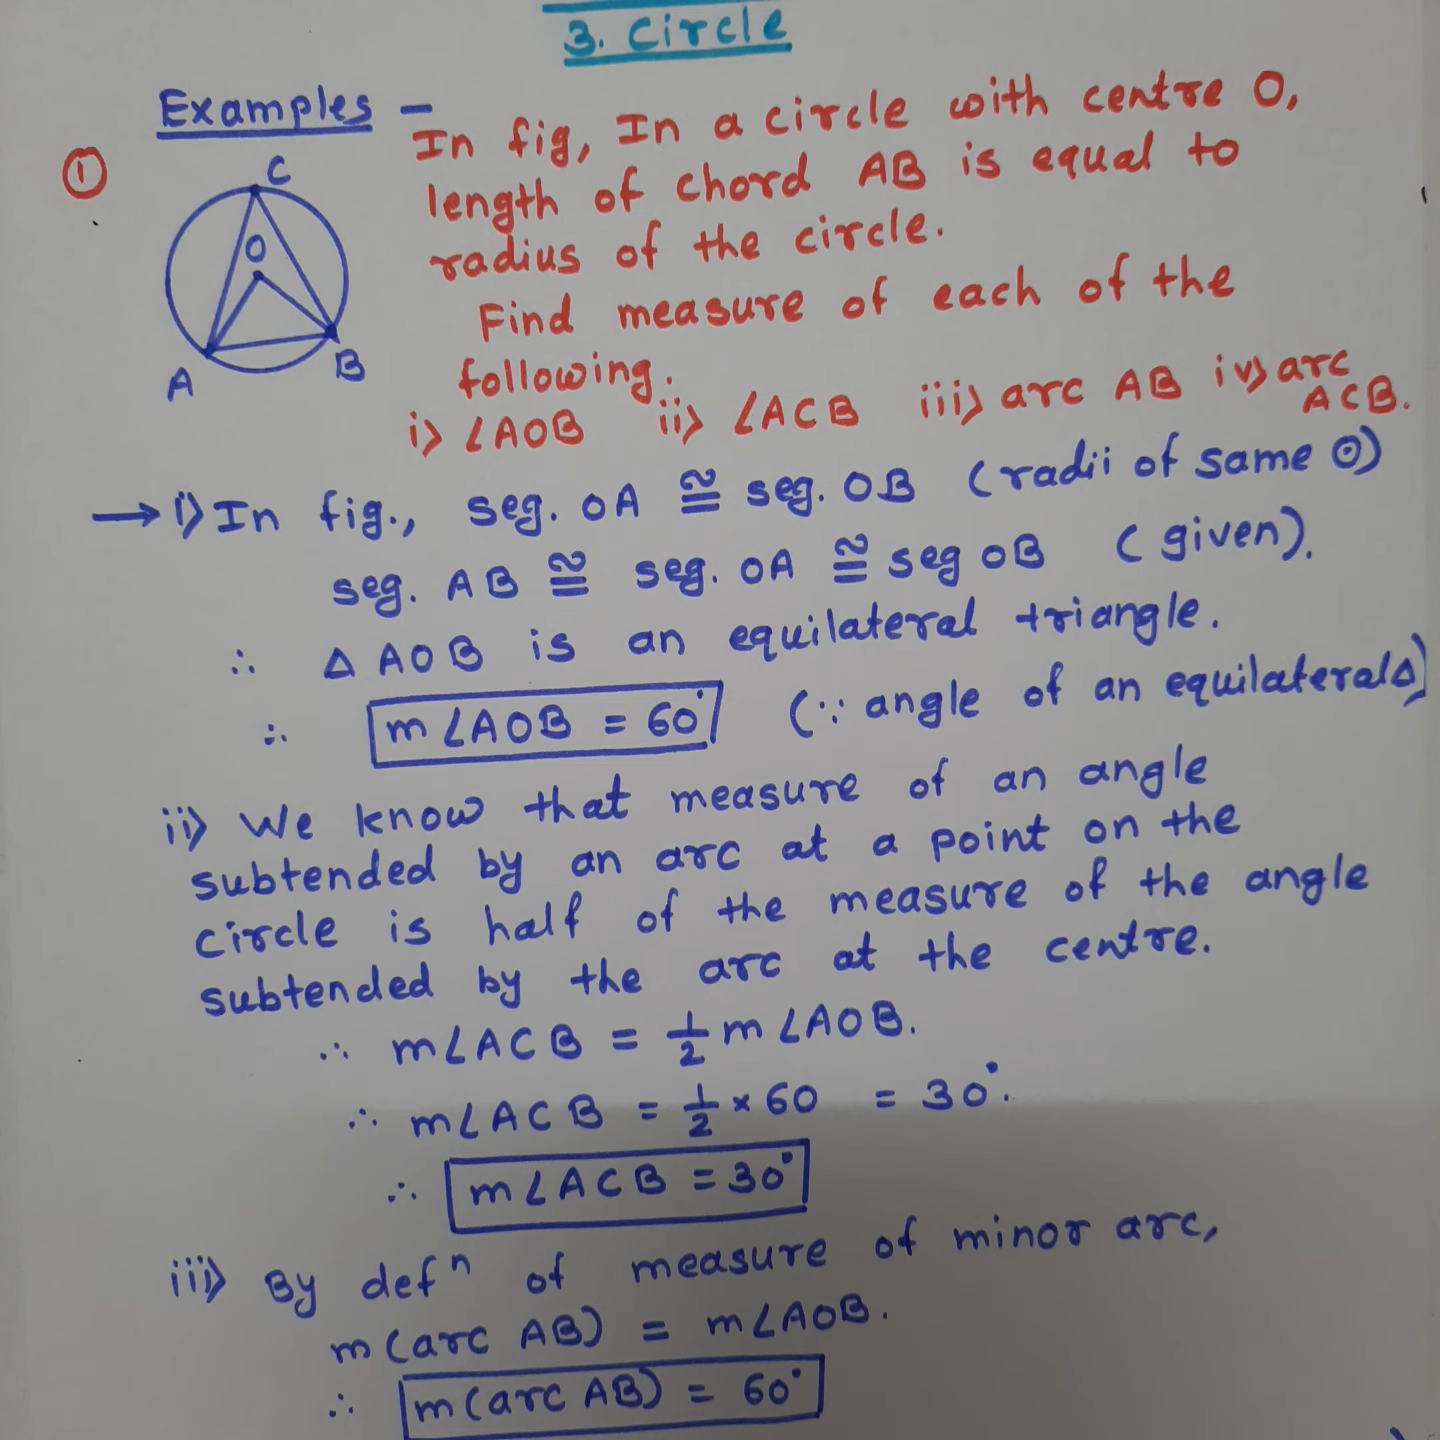 3. Circle
Examples -
① In fig, In a circle with centre O,
length of chord AB is equal to
radius of the circle.
Find measure of each of the
following.
i) ∠AOB ii) ∠ACB iii) arc AB iv) arc
ACB.
C
O
A
B
→ i) In fig., seg. OA ≅ seg. OB (radii of same ⊙)
seg. AB ≅ seg. OA ≅ seg OB (given).
∴ △ AOB is an equilateral triangle.
∴ m∠AOB = 60° (∵ angle of an equilateral△)
ii) We know that measure of an angle
subtended by an arc at a point on the
circle is half of the measure of the angle
subtended by the arc at the centre.
∴ m∠ACB = 1/2 m∠AOB.
∴ m∠ACB = 1/2 × 60 = 30°.
∴ m∠ACB = 30°
iii) By defⁿ of measure of minor arc,
m(arc AB) = m∠AOB.
∴ m(arc AB) = 60°